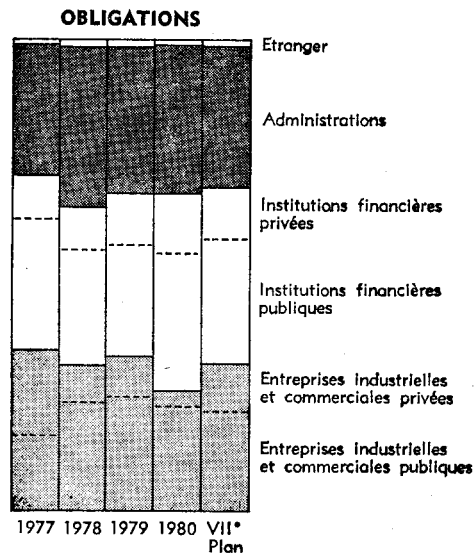 OBLIGATIONS
Etranger
Administrations
Institutions financières
privées
Institutions financières
publiques
Entreprises industrielles
et commerciales privées
Entreprises industrielles
et commerciales publiques
1977 1978 1979 1980 VII°
Plan